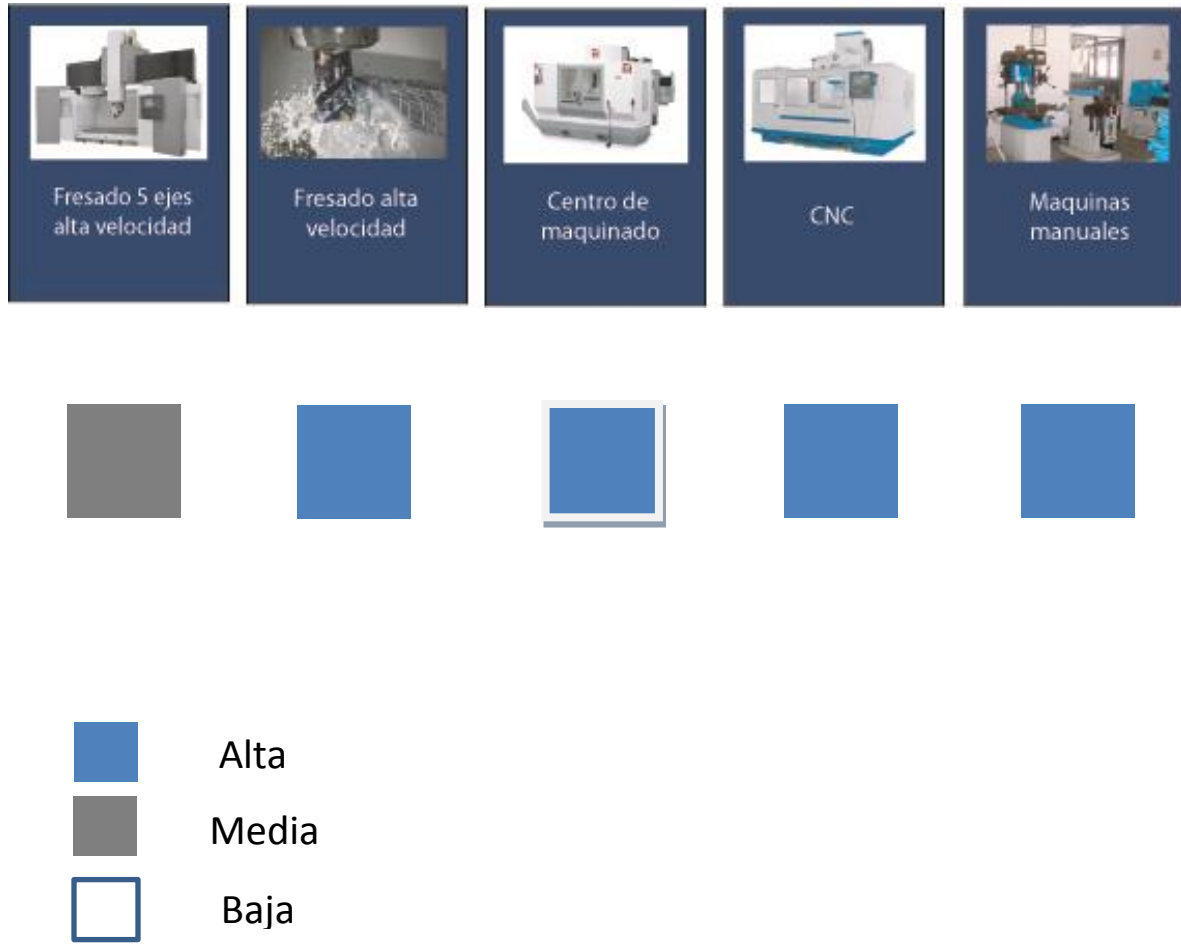 Fresado 5 ejes
alta velocidad
Fresado alta
velocidad
Centro de
maquinado
CNC
Maquinas
manuales
Alta
Media
Baja